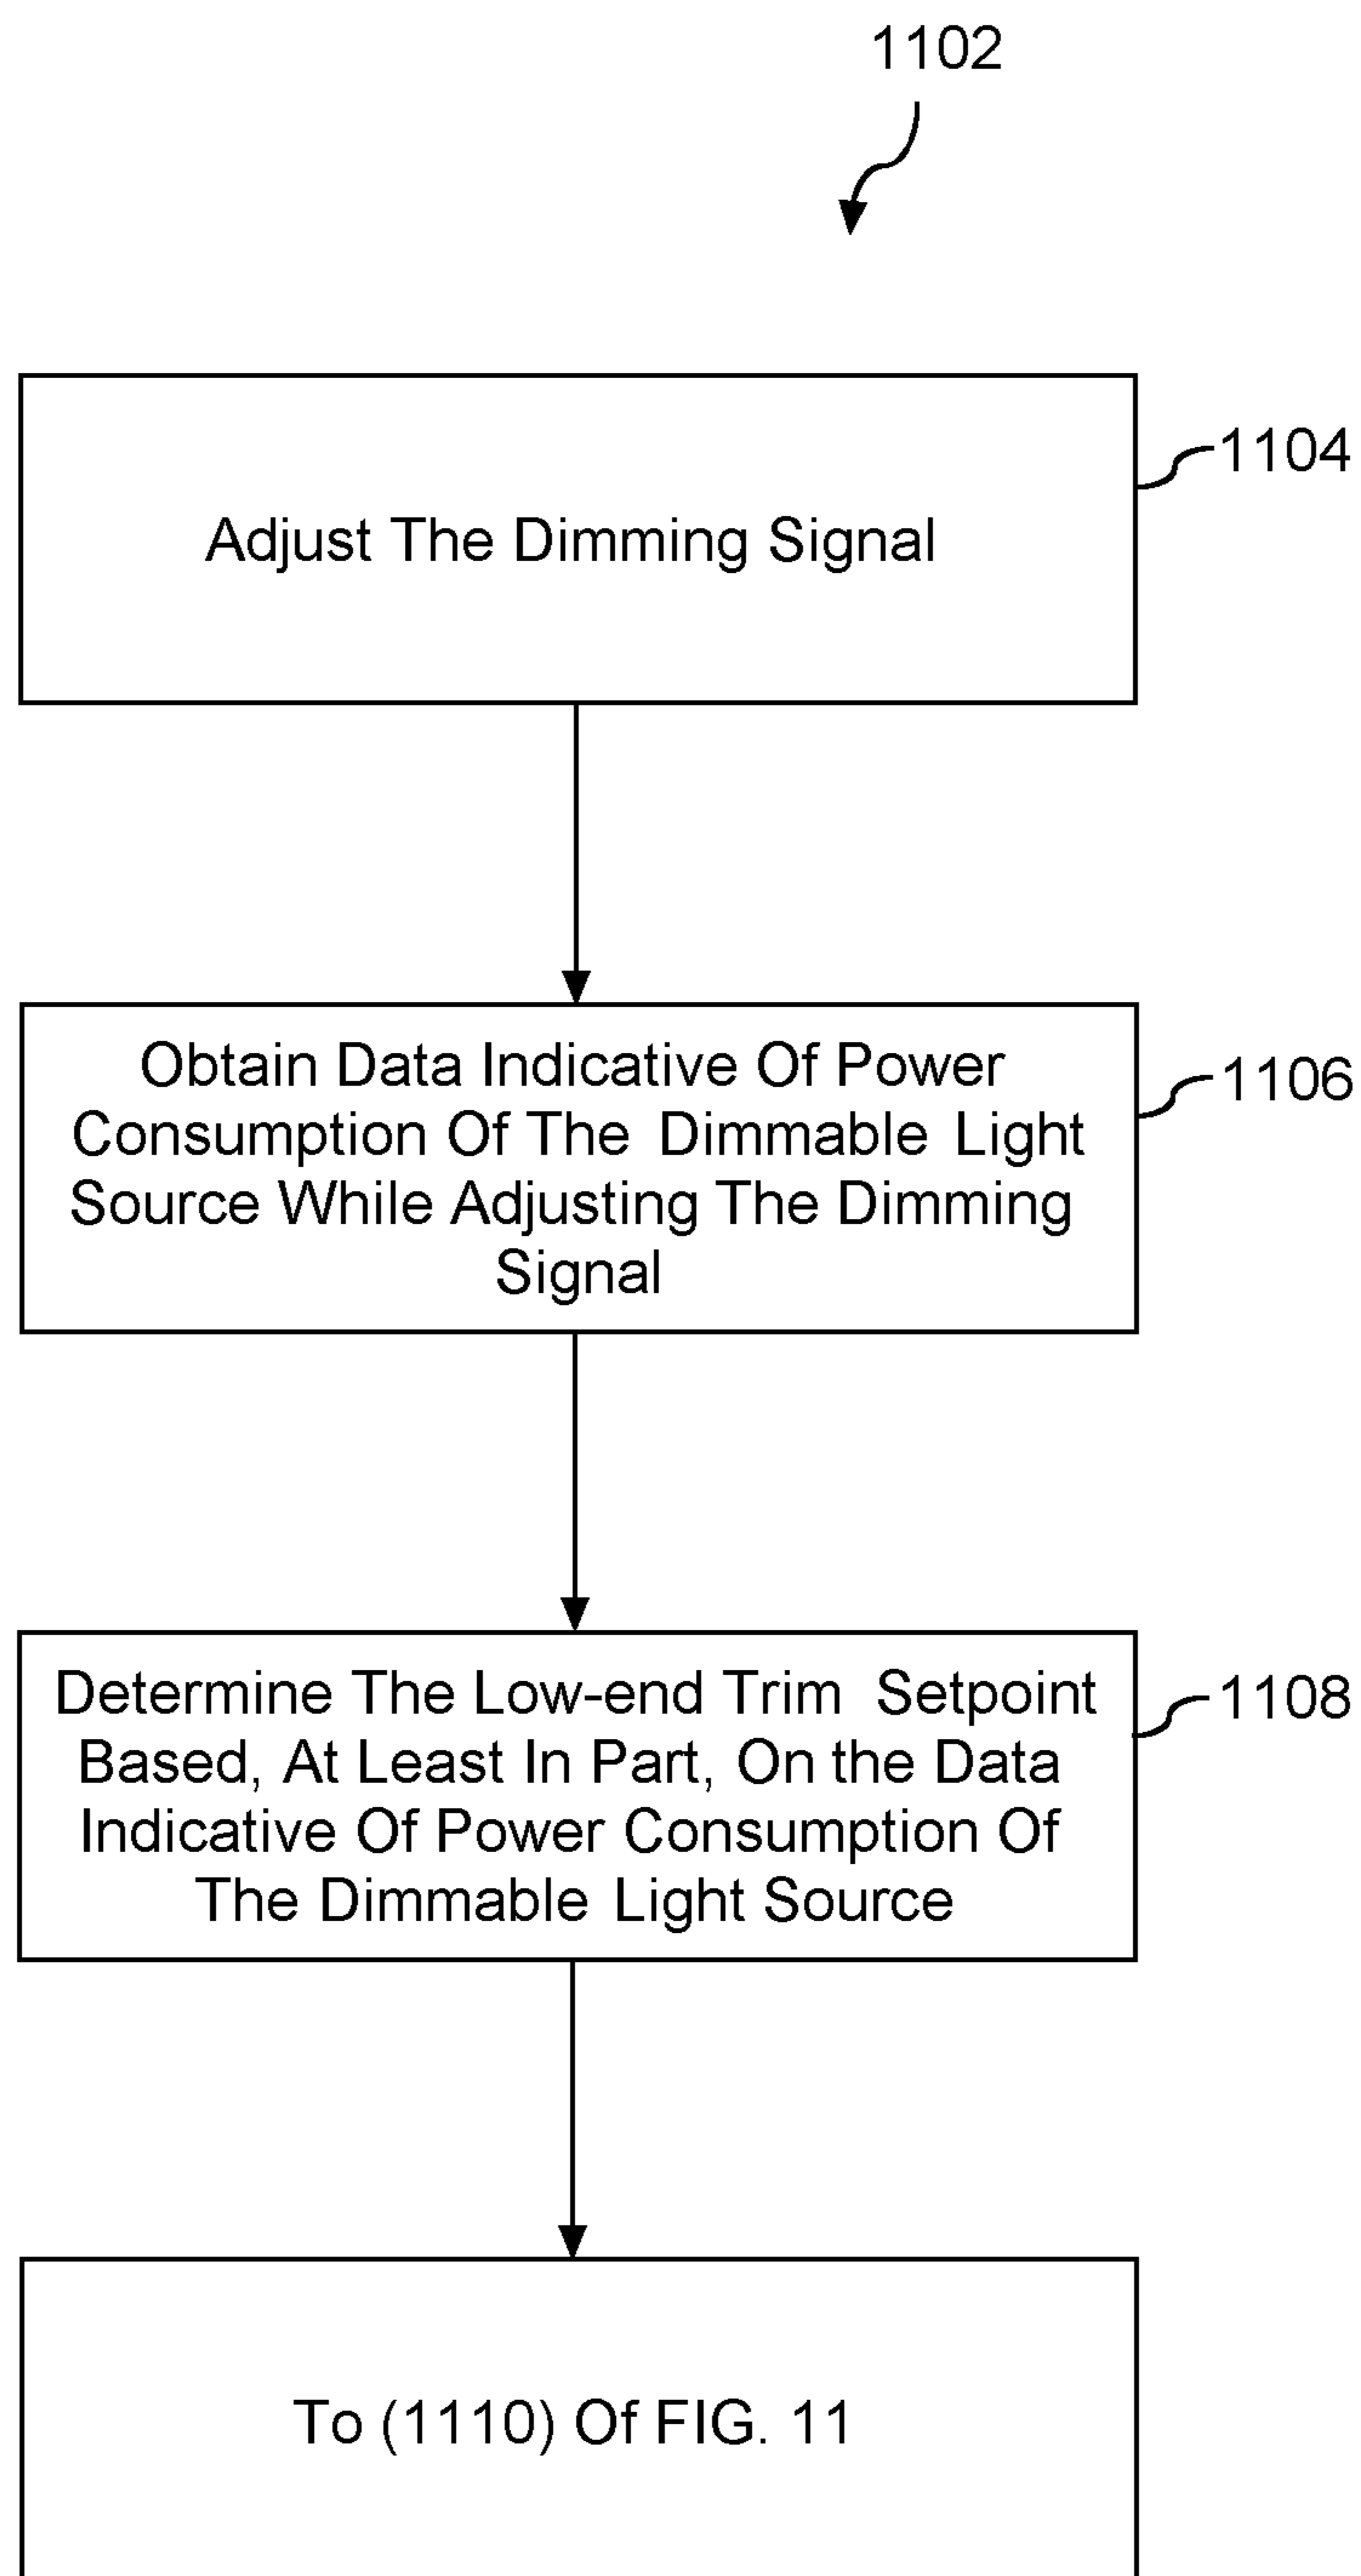 1102
Adjust The Dimming Signal
1104
Obtain Data Indicative Of Power
Consumption Of The Dimmable Light
Source While Adjusting The Dimming
Signal
1106
Determine The Low-end Trim Setpoint
Based, At Least In Part, On the Data
Indicative Of Power Consumption Of
The Dimmable Light Source
1108
To (1110) Of FIG. 11